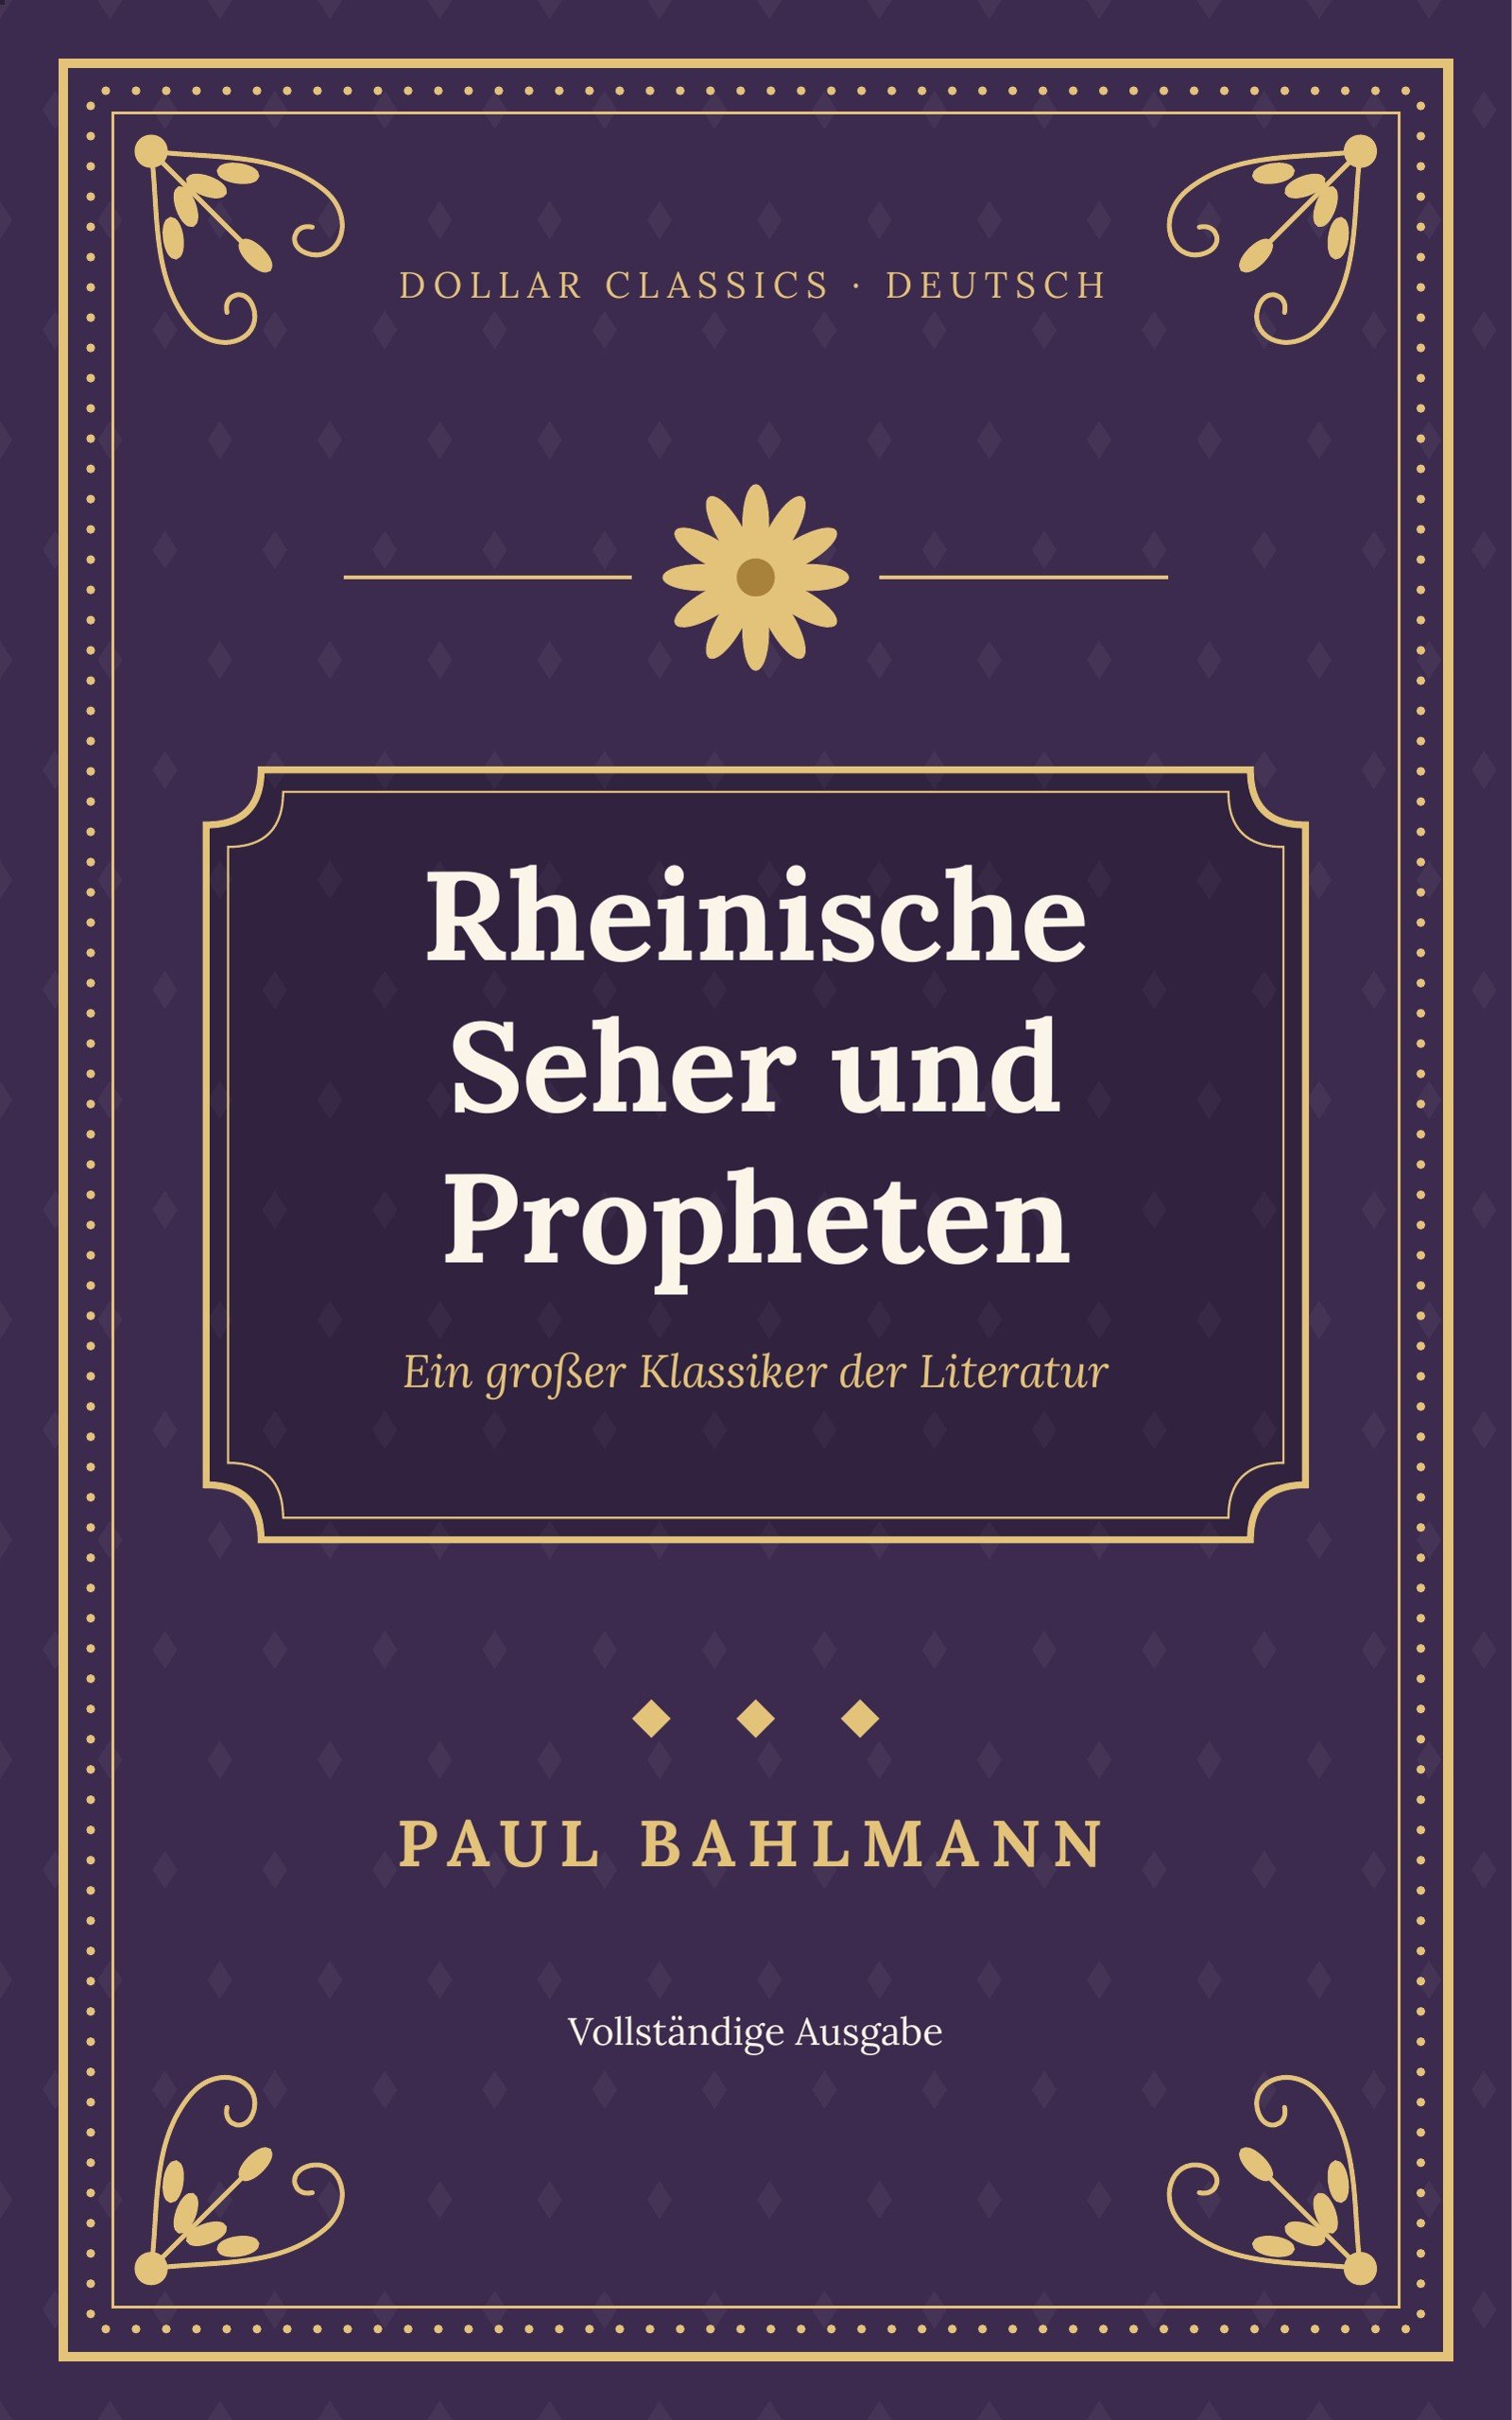 DOLLAR CLASSICS · DEUTSCH
Rheinische
Seher und
Propheten
Ein großer Klassiker der Literatur
PAUL BAHLMANN
Vollständige Ausgabe